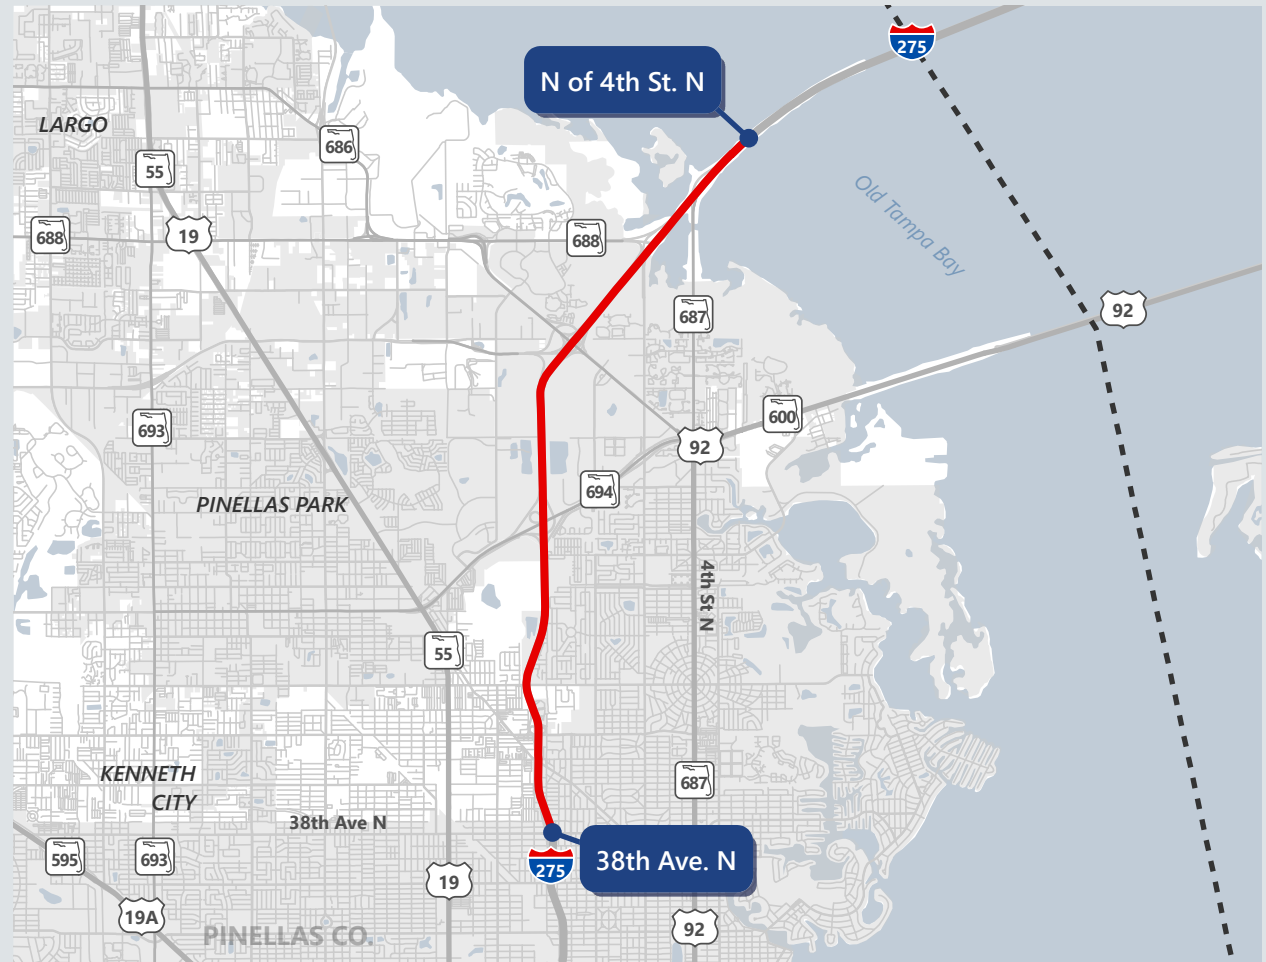 275
N of 4th St. N
LARGO
686
55
Old Tampa Bay
688
19
688
92
687
600
693
92
694
PINELLAS PARK
4th St N
55
KENNETH
CITY
687
38th Ave N
595
693
275
38th Ave. N
19
19A
92
PINELLAS CO.